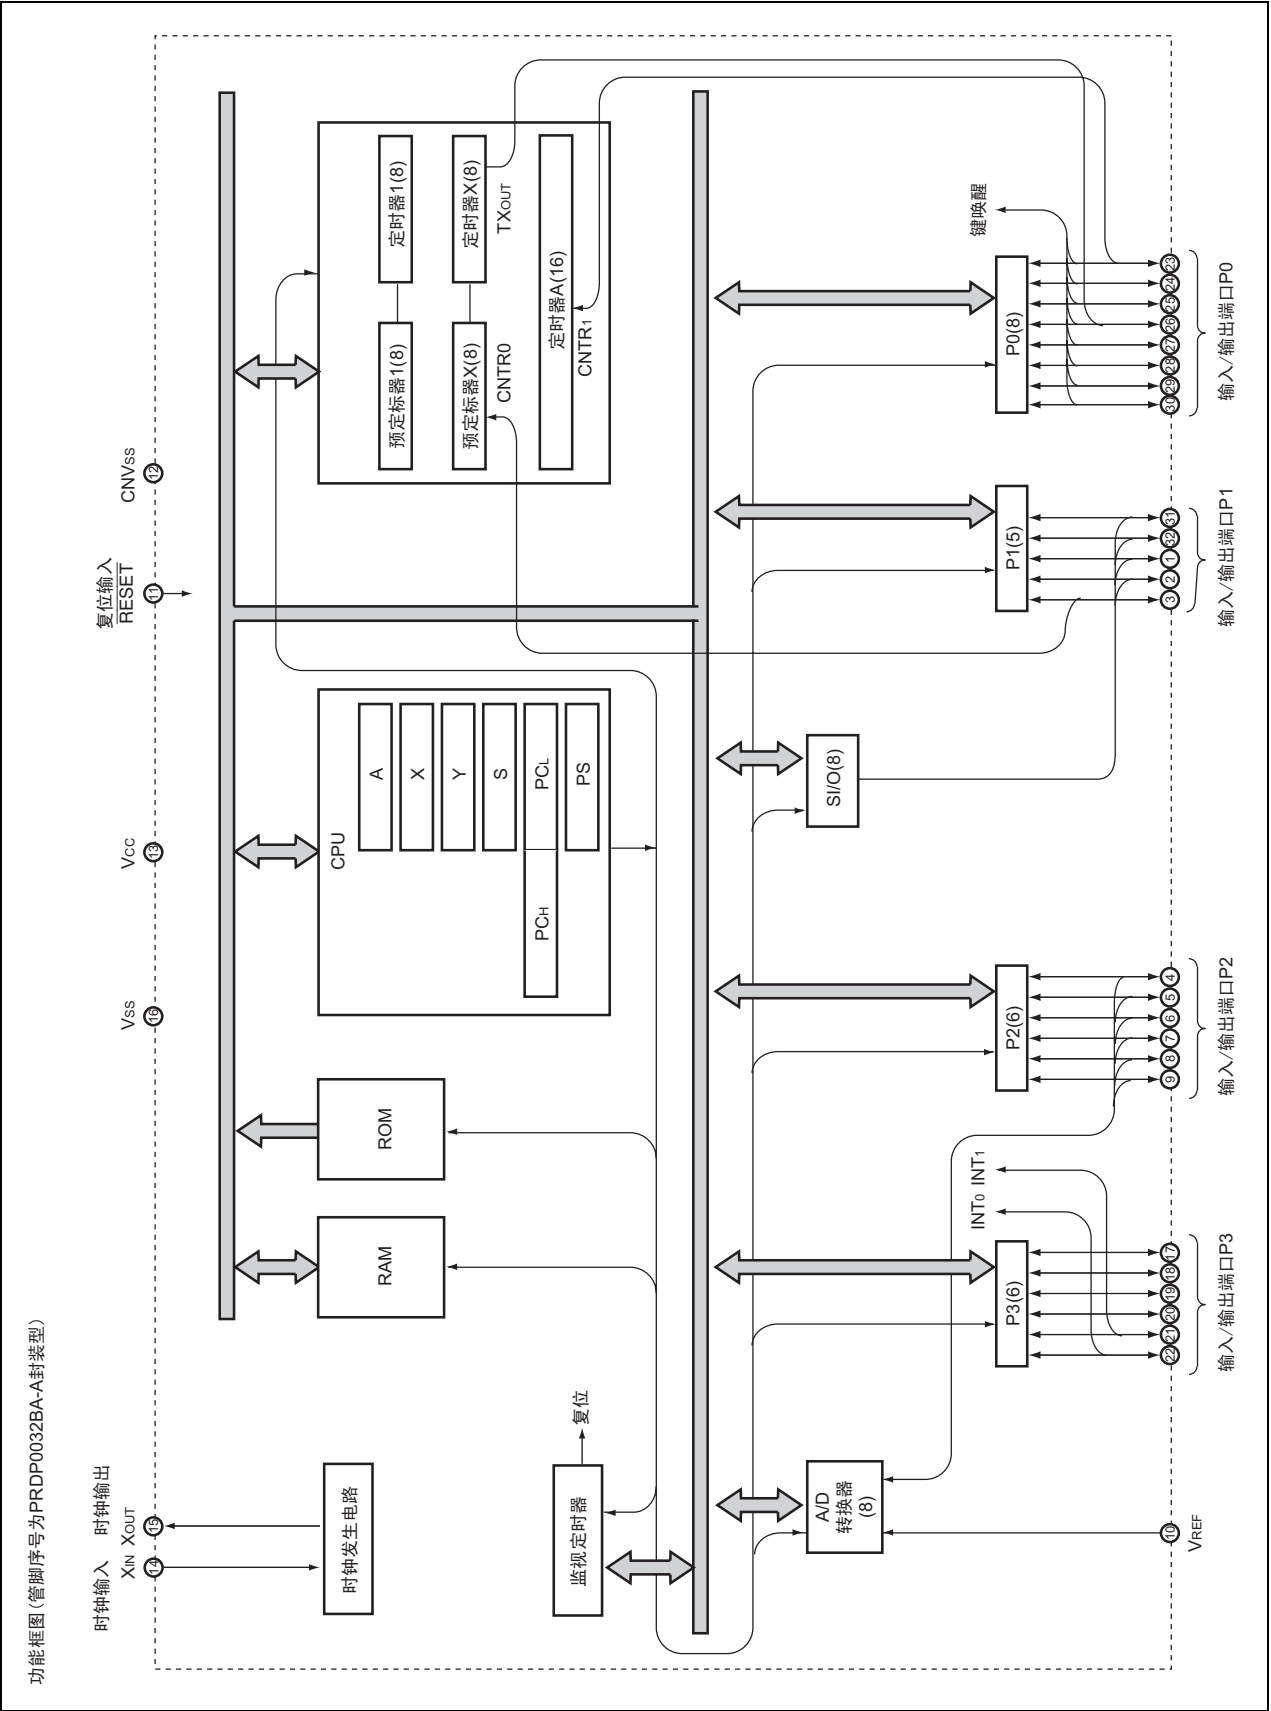 功能框图(管脚序号为PRDP0032BA-A封装型)
时钟输入
时钟输出
XIN
XOUT
14
15
VSS
16
VCC
13
复位输入
RESET
11
CNVSS
12
时钟发生电路
RAM
ROM
CPU
A
X
Y
S
PCH
PCL
PS
预定标器1(8)
定时器1(8)
预定标器X(8)
定时器X(8)
CNTR0
TXOUT
定时器A(16)
CNTR1
监视定时器
复位
A/D
转换器
(8)
SI/O(8)
INT0
INT1
键唤醒
P3(6)
P2(6)
P1(5)
P0(8)
10
22
21
20
19
18
17
9
8
7
6
5
4
3
2
1
32
31
30
29
28
27
26
25
24
23
VREF
输入/输出端口P3
输入/输出端口P2
输入/输出端口P1
输入/输出端口P0